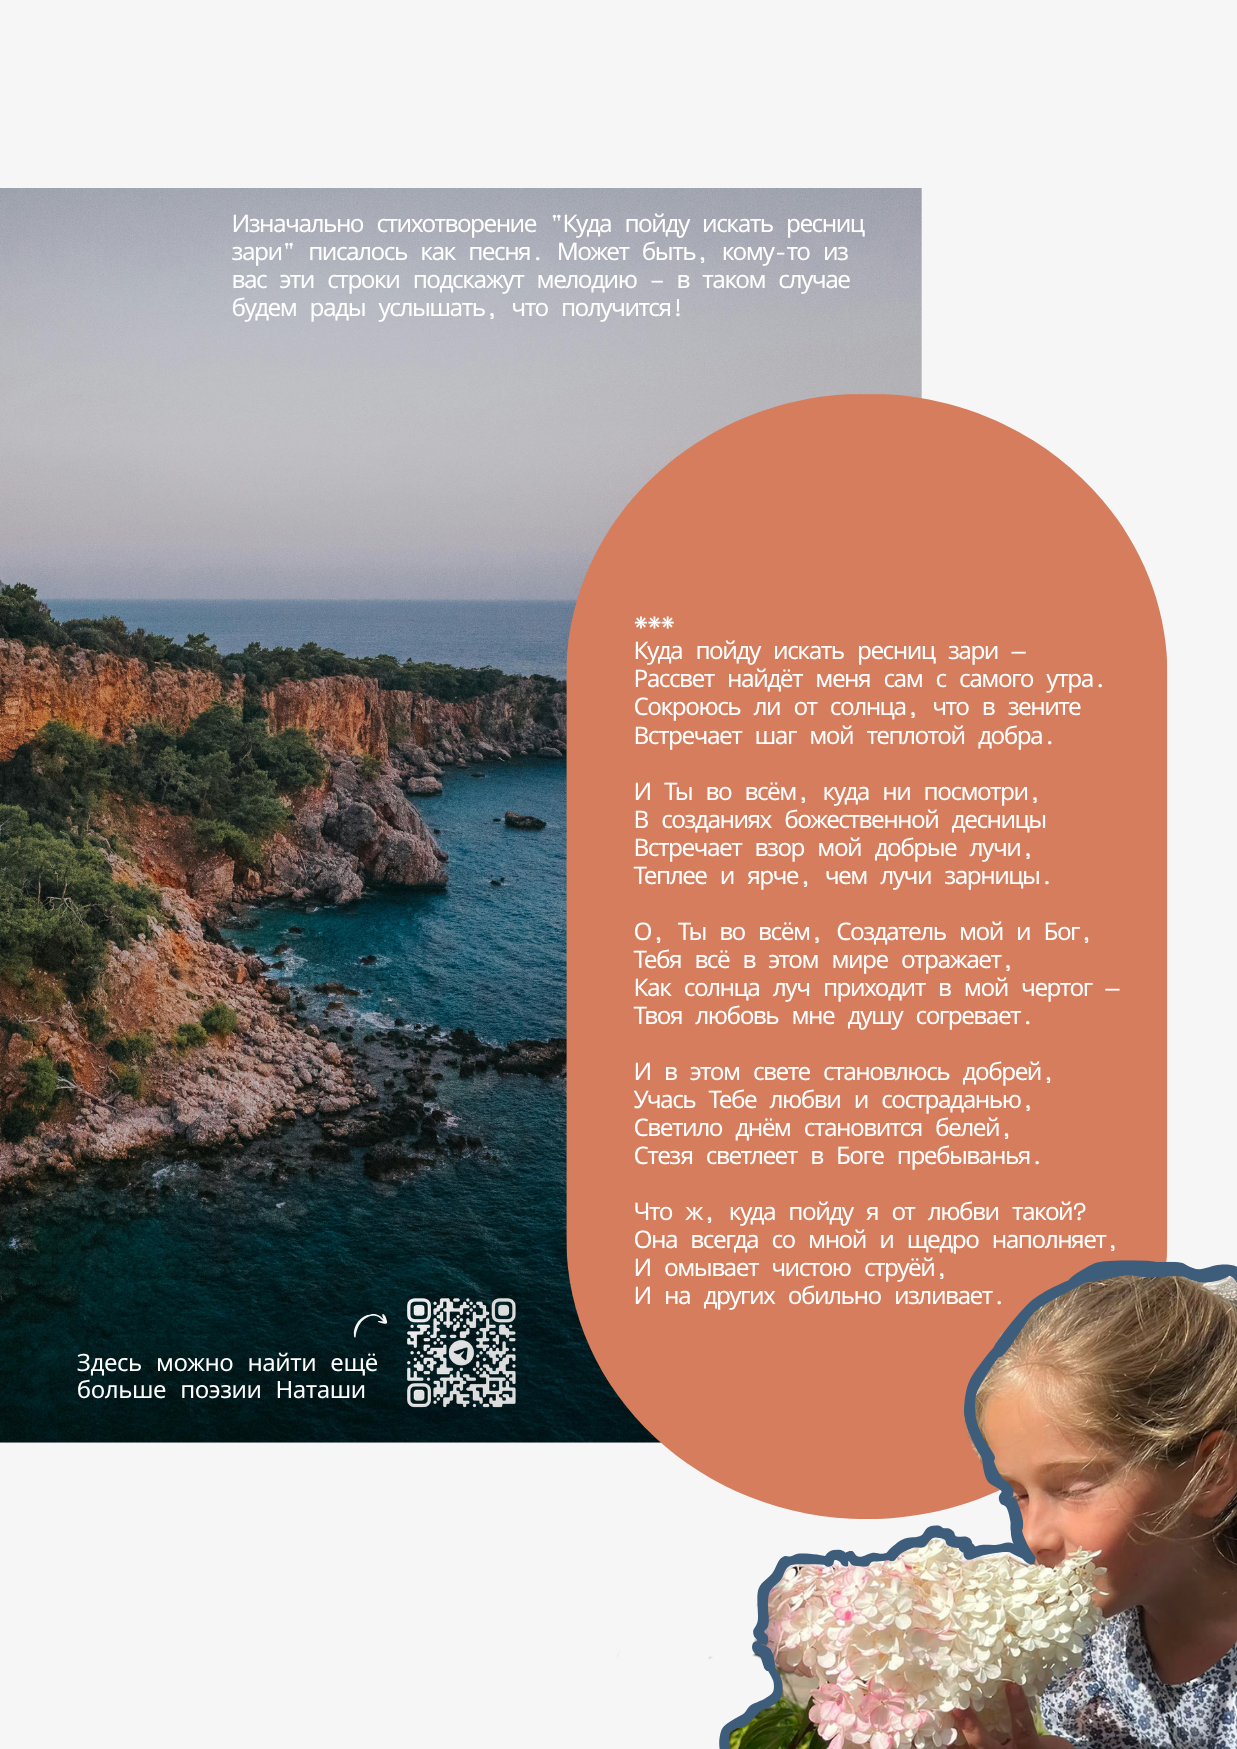 Изначально стихотворение "Куда пойду искать ресниц
зари" писалось как песня. Может быть, кому-то из
вас эти строки подскажут мелодию – в таком случае
будем рады услышать, что получится!
***
Куда пойду искать ресниц зари –
Рассвет найдёт меня сам с самого утра.
Сокроюсь ли от солнца, что в зените
Встречает шаг мой теплотой добра.
И Ты во всём, куда ни посмотри,
В созданиях божественной десницы
Встречает взор мой добрые лучи,
Теплее и ярче, чем лучи зарницы.
О, Ты во всём, Создатель мой и Бог,
Тебя всё в этом мире отражает,
Как солнца луч приходит в мой чертог –
Твоя любовь мне душу согревает.
И в этом свете становлюсь добрей,
Учась Тебе любви и состраданью,
Светило днём становится белей,
Стезя светлеет в Боге пребыванья.
Что ж, куда пойду я от любви такой?
Она всегда со мной и щедро наполняет,
И омывает чистою струёй,
И на других обильно изливает.
Здесь можно найти ещё
больше поэзии Наташи